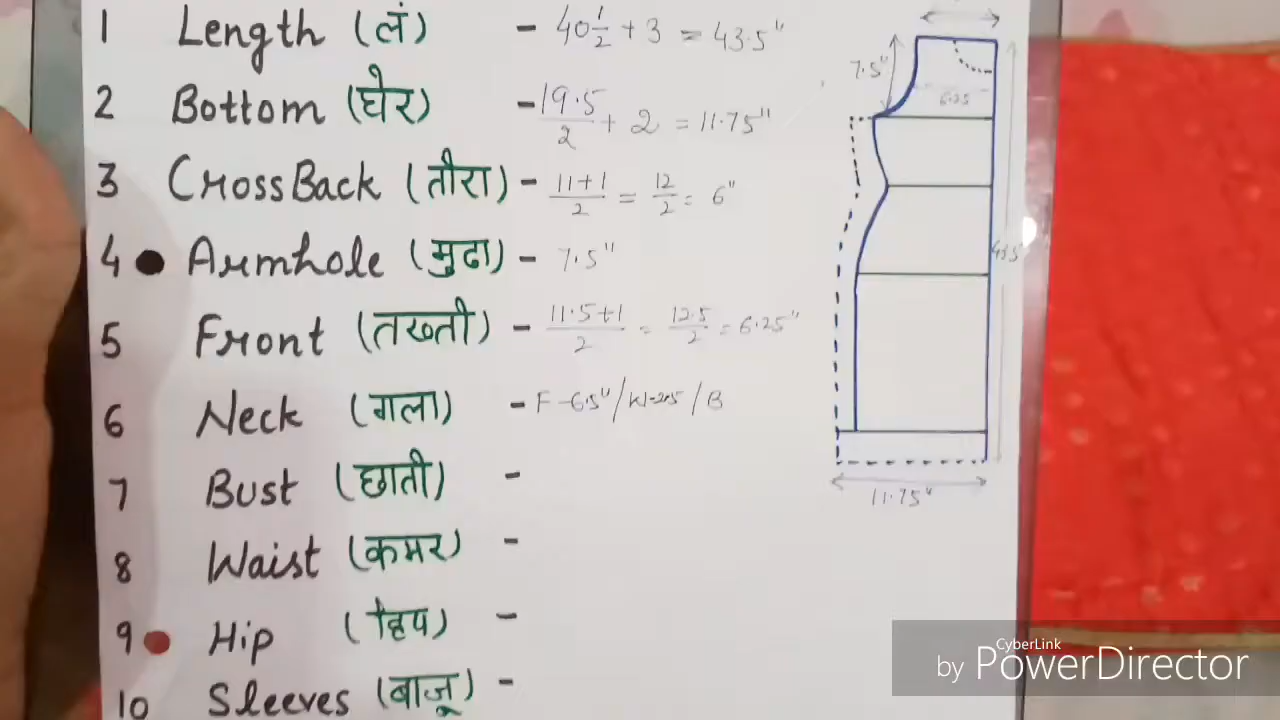 1 Length (लं) - 40 1/2 + 3 = 43.5"
2 Bottom (घेर) - 19.5/2 + 2 = 11.75"
3 CrossBack (तीरा) - 11+1/2 = 12/2 = 6"
4 Armhole (मुढा) - 7.5"
5 Front (तख्ती) - 11.5+1/2 = 12.5/2 = 6.25"
6 Neck (गला) - F-6.5"/W-2.5/B
7 Bust (छाती) -
8 Waist (कमर) -
9 Hip (हिप) -
10 Sleeves (बाजू) -
7.5"
6.25
43.5"
11.75"
CyberLink
by PowerDirector